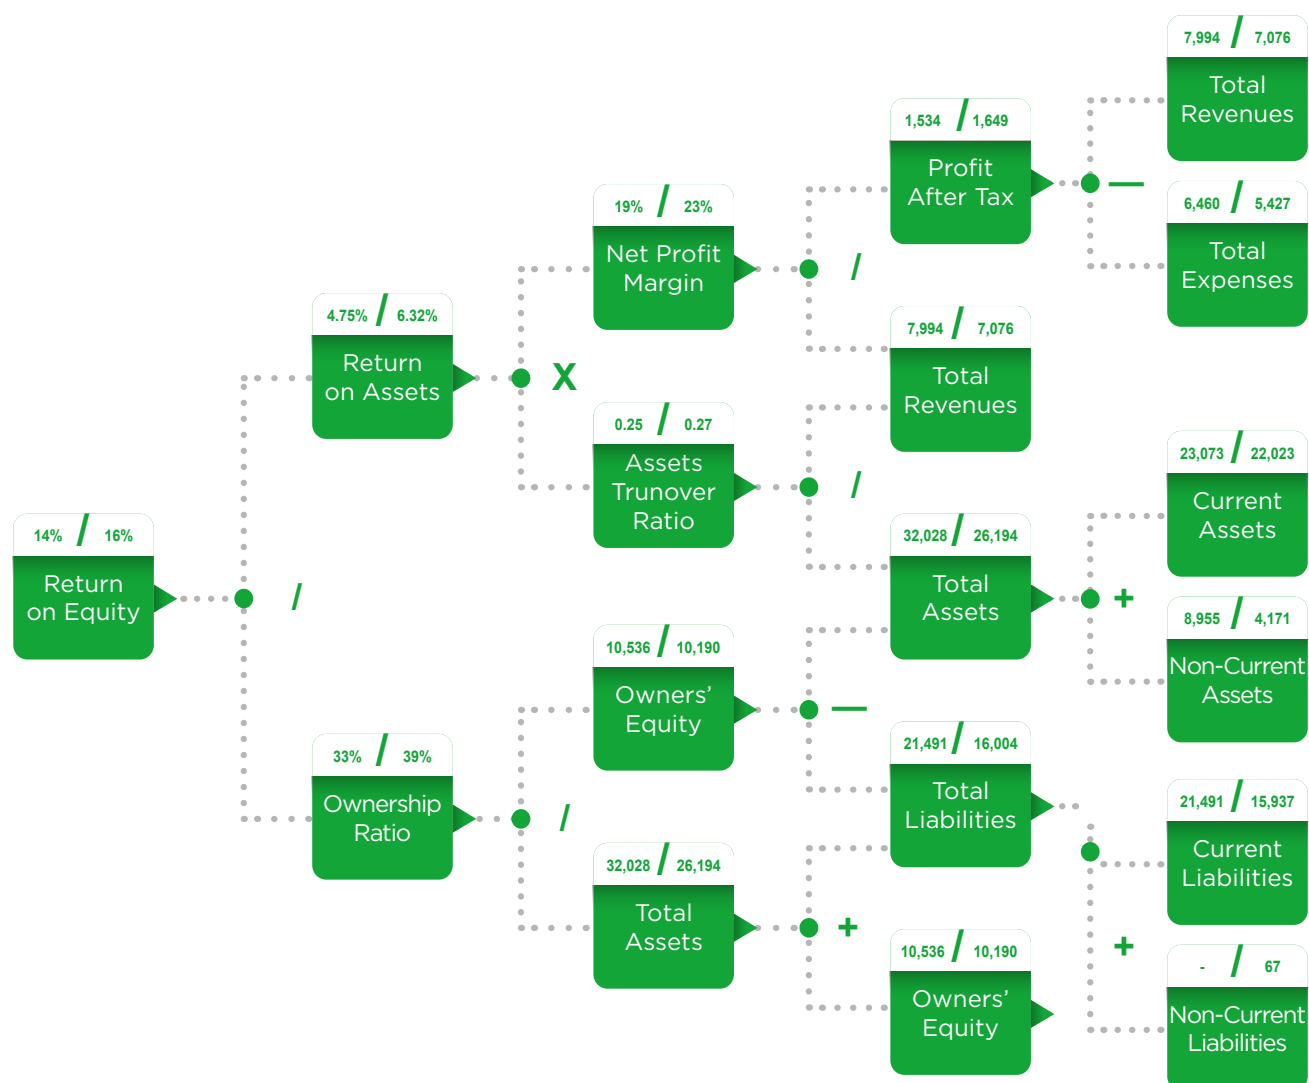 7,994 / 7,076
Total
Revenues
—
6,460 / 5,427
Total
Expenses
1,534 / 1,649
Profit
After Tax
19% / 23%
Net Profit
Margin
/
7,994 / 7,076
Total
Revenues
4.75% / 6.32%
Return
on Assets
X
0.25 / 0.27
Assets
Trunover
Ratio
/
32,028 / 26,194
Total
Assets
23,073 / 22,023
Current
Assets
+
8,955 / 4,171
Non-Current
Assets
14% / 16%
Return
on Equity
/
10,536 / 10,190
Owners’
Equity
—
21,491 / 16,004
Total
Liabilities
21,491 / 15,937
Current
Liabilities
+
- / 67
Non-Current
Liabilities
33% / 39%
Ownership
Ratio
/
32,028 / 26,194
Total
Assets
+
10,536 / 10,190
Owners’
Equity